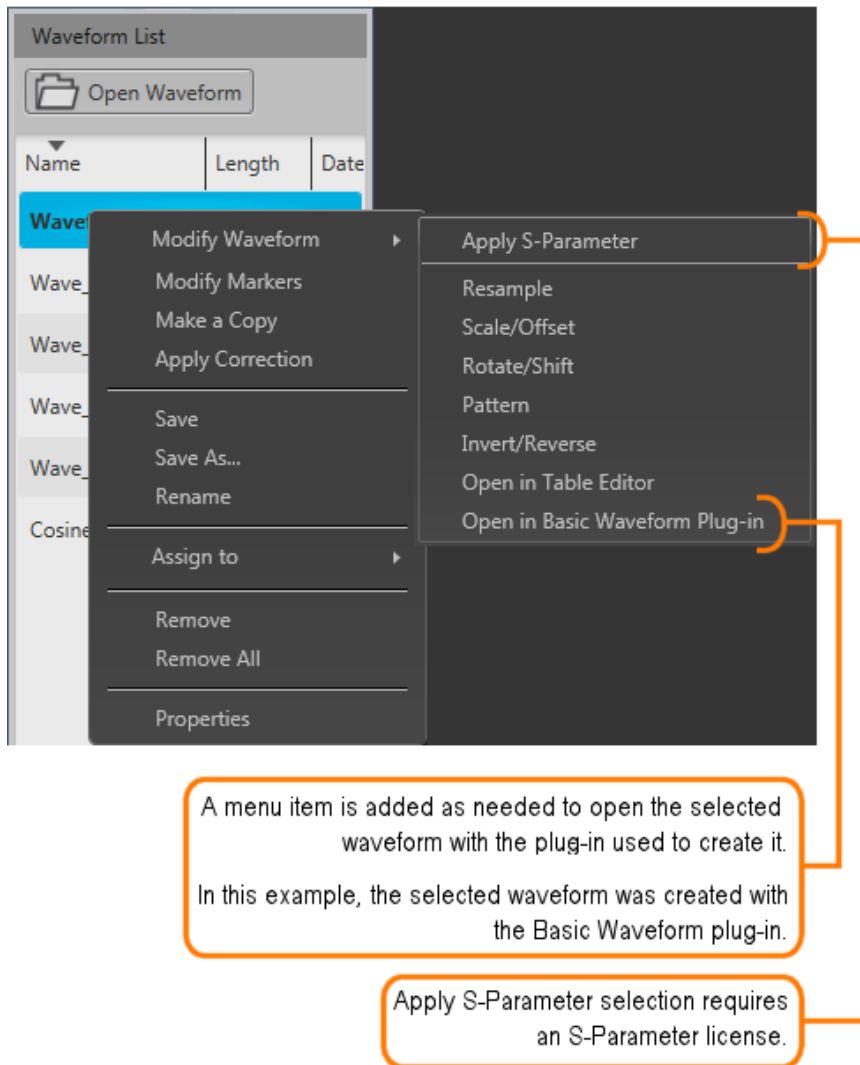 Waveform List
Open Waveform
Name Length Date
Wavef
Modify Waveform
Apply S-Parameter
Wave_
Modify Markers
Resample
Make a Copy
Scale/Offset
Wave_
Apply Correction
Rotate/Shift
Pattern
Wave_
Save
Invert/Reverse
Wave_
Save As...
Open in Table Editor
Rename
Open in Basic Waveform Plug-in
Cosine
Assign to
Remove
Remove All
Properties
A menu item is added as needed to open the selected
waveform with the plug-in used to create it.
In this example, the selected waveform was created with
the Basic Waveform plug-in.
Apply S-Parameter selection requires
an S-Parameter license.